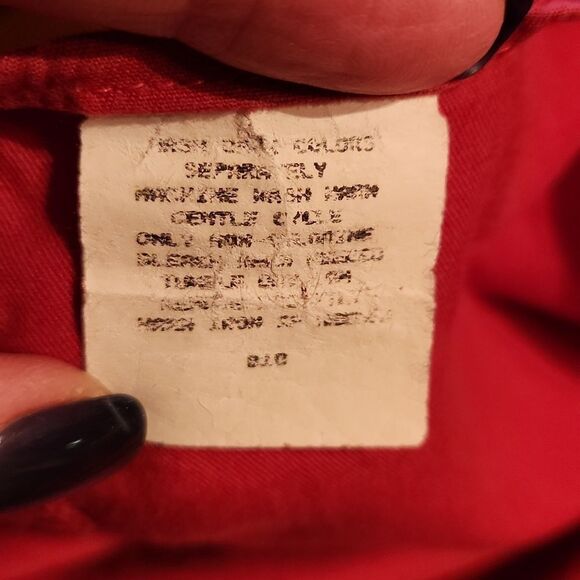 WASH DARK COLORS
SEPARATELY
MACHINE WASH WARM
GENTLE CYCLE
ONLY NON-CHLORINE
BLEACH WHEN NEEDED
TUMBLE DRY
WARM IRON IF NEEDED